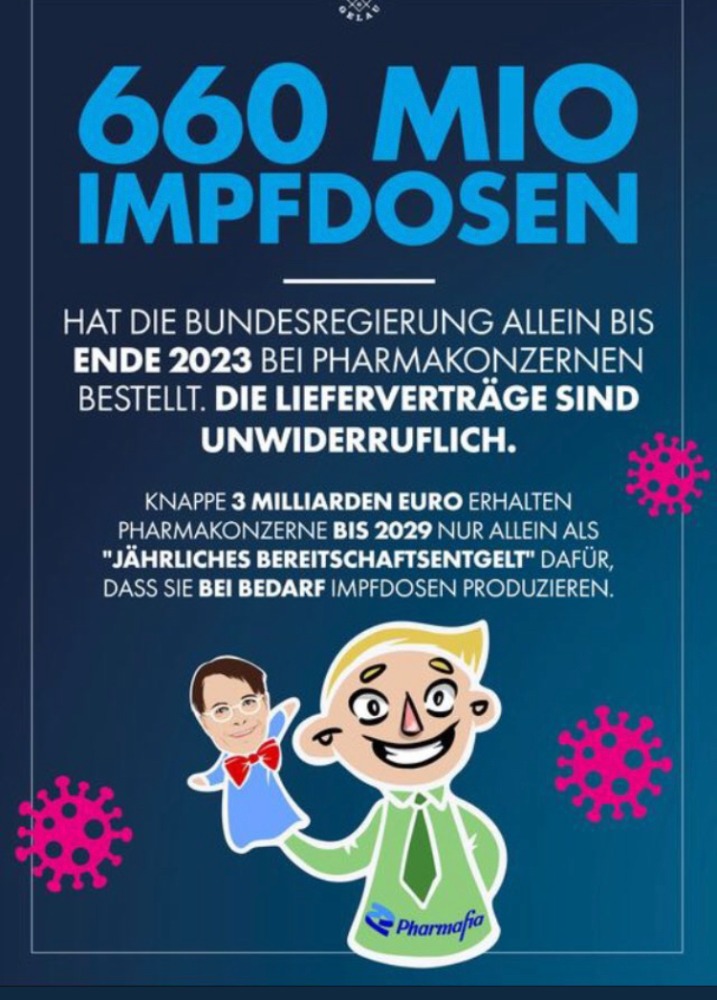 GELAU
660 MIO
IMPFDOSEN
HAT DIE BUNDESREGIERUNG ALLEIN BIS
ENDE 2023 BEI PHARMAKONZERNEN
BESTELLT. DIE LIEFERVERTRÄGE SIND
UNWIDERRUFLICH.
KNAPPE 3 MILLIARDEN EURO ERHALTEN
PHARMAKONZERNE BIS 2029 NUR ALLEIN ALS
"JÄHRLICHES BEREITSCHAFTSENTGELT" DAFÜR,
DASS SIE BEI BEDARF IMPFDOSEN PRODUZIEREN.
Pharmafia